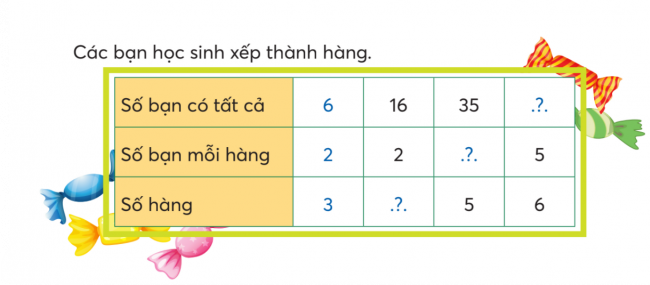 Các bạn học sinh xếp thành hàng.
Số bạn có tất cả 6 16 35 .?.
Số bạn mỗi hàng 2 2 .?. 5
Số hàng 3 .?. 5 6